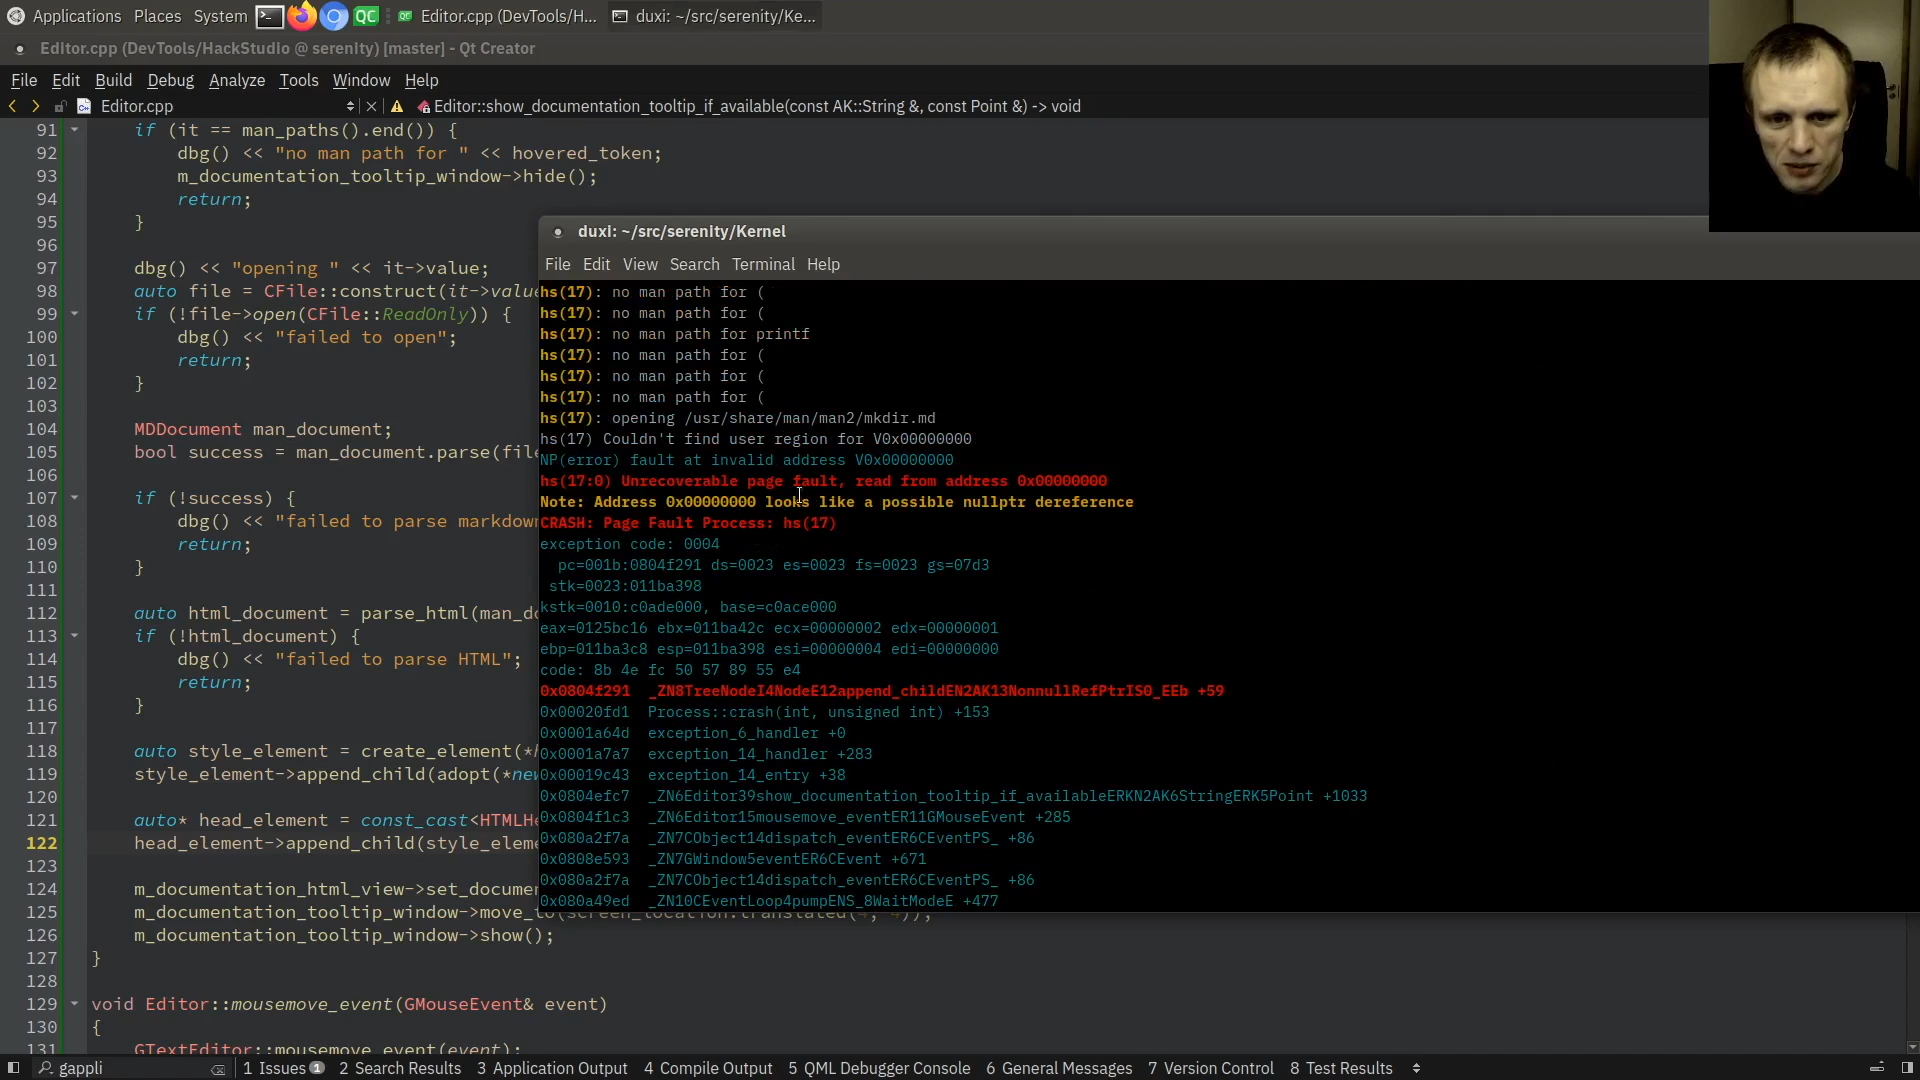 Applications Places System QC QC Editor.cpp (DevTools/H... duxi: ~/src/serenity/Ke...
Editor.cpp (DevTools/HackStudio @ serenity) [master] - Qt Creator
File Edit Build Debug Analyze Tools Window Help
Editor.cpp Editor::show_documentation_tooltip_if_available(const AK::String &, const Point &) -> void
91 if (it == man_paths().end()) {
92 dbg() << "no man path for " << hovered_token;
93 m_documentation_tooltip_window->hide();
94 return;
95 }
96
97 dbg() << "opening " << it->value;
98 auto file = CFile::construct(it->valu
99 if (!file->open(CFile::ReadOnly)) {
100 dbg() << "failed to open";
101 return;
102 }
103
104 MDDocument man_document;
105 bool success = man_document.parse(fil
106
107 if (!success) {
108 dbg() << "failed to parse markdow
109 return;
110 }
111
112 auto html_document = parse_html(man_d
113 if (!html_document) {
114 dbg() << "failed to parse HTML";
115 return;
116 }
117
118 auto style_element = create_element(*
119 style_element->append_child(adopt(*ne
120
121 auto* head_element = const_cast<HTMLH
122 head_element->append_child(style_elem
123
124 m_documentation_html_view->set_docume
125 m_documentation_tooltip_window->move_to(screen_location.translated(4, 4));
126 m_documentation_tooltip_window->show();
127 }
128
129 void Editor::mousemove_event(GMouseEvent& event)
130 {
131 GTextEditor::mousemove_event(event);
duxi: ~/src/serenity/Kernel
File Edit View Search Terminal Help
hs(17): no man path for (
hs(17): no man path for (
hs(17): no man path for printf
hs(17): no man path for (
hs(17): no man path for (
hs(17): no man path for (
hs(17): opening /usr/share/man/man2/mkdir.md
hs(17) Couldn't find user region for V0x00000000
NP(error) fault at invalid address V0x00000000
hs(17:0) Unrecoverable page fault, read from address 0x00000000
Note: Address 0x00000000 looks like a possible nullptr dereference
CRASH: Page Fault Process: hs(17)
exception code: 0004
pc=001b:0804f291 ds=0023 es=0023 fs=0023 gs=07d3
stk=0023:011ba398
kstk=0010:c0ade000, base=c0ace000
eax=0125bc16 ebx=011ba42c ecx=00000002 edx=00000001
ebp=011ba3c8 esp=011ba398 esi=00000004 edi=00000000
code: 8b 4e fc 50 57 89 55 e4
0x0804f291 _ZN8TreeNodeI4NodeE12append_childEN2AK13NonnullRefPtrIS0_EEb +59
0x00020fd1 Process::crash(int, unsigned int) +153
0x0001a64d exception_6_handler +0
0x0001a7a7 exception_14_handler +283
0x00019c43 exception_14_entry +38
0x0804efc7 _ZN6Editor39show_documentation_tooltip_if_availableERKN2AK6StringERK5Point +1033
0x0804f1c3 _ZN6Editor15mousemove_eventER11GMouseEvent +285
0x080a2f7a _ZN7CObject14dispatch_eventER6CEventPS_ +86
0x0808e593 _ZN7GWindow5eventER6CEvent +671
0x080a2f7a _ZN7CObject14dispatch_eventER6CEventPS_ +86
0x080a49ed _ZN10CEventLoop4pumpENS_8WaitModeE +477
gappli 1 Issues 1 2 Search Results 3 Application Output 4 Compile Output 5 QML Debugger Console 6 General Messages 7 Version Control 8 Test Results